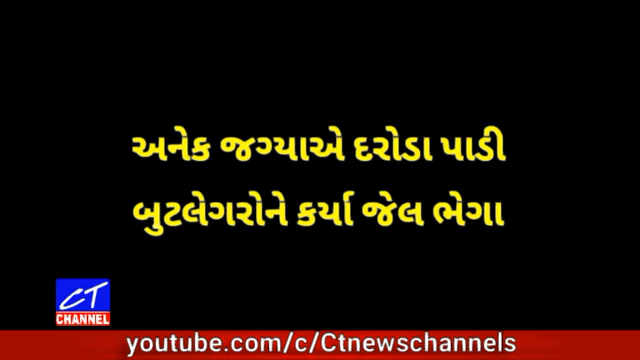 અનેક જગ્યાએ દરોડા પાડી
બુટલેગરોને કર્યા જેલ ભેગા
CT
CHANNEL
youtube.com/c/Ctnewschannels